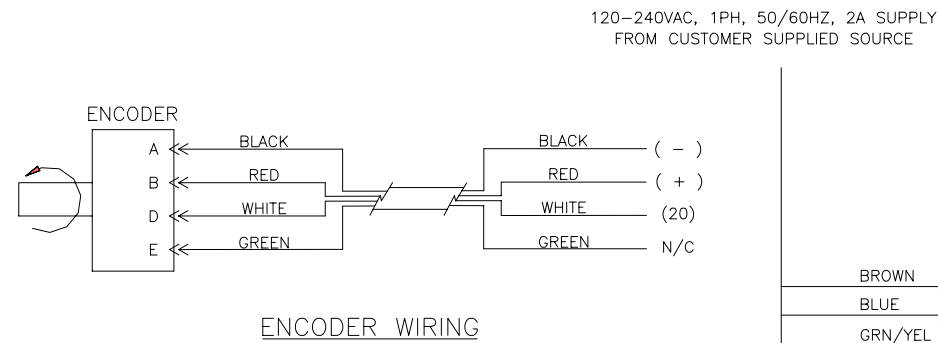 120-240VAC, 1PH, 50/60HZ, 2A SUPPLY
FROM CUSTOMER SUPPLIED SOURCE
ENCODER
A BLACK BLACK ( - )
B RED RED ( + )
D WHITE WHITE (20)
E GREEN GREEN N/C
ENCODER WIRING
BROWN
BLUE
GRN/YEL